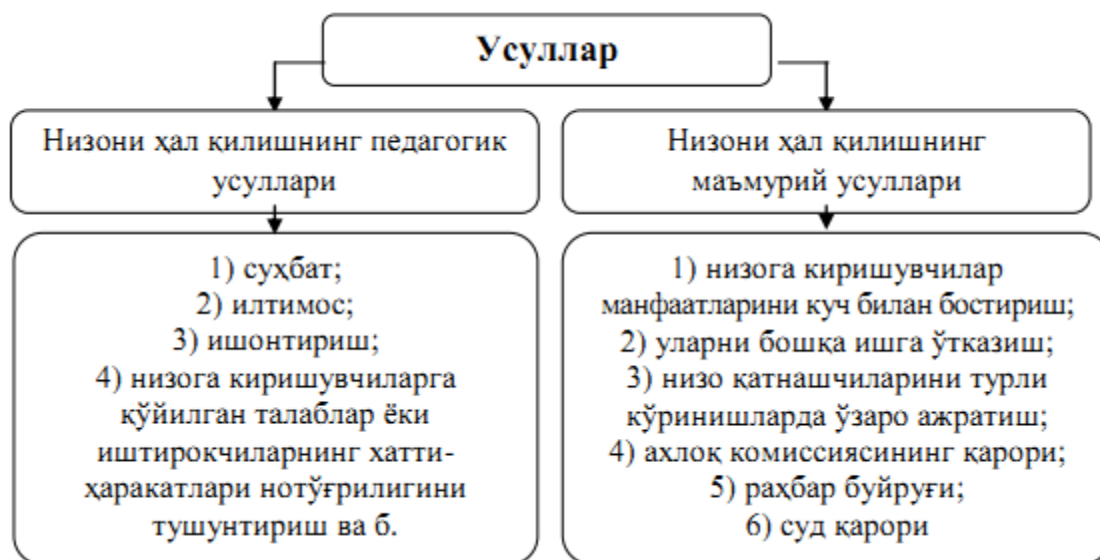 Усуллар
Низони ҳал қилишнинг педагогик
усуллари
Низони ҳал қилишнинг
маъмурий усуллари
1) суҳбат;
2) илтимос;
3) ишонтириш;
4) низога киришувчиларга
қўйилган талаблар ёки
иштирокчиларнинг хатти-
ҳаракатлари нотўғрилигини
тушунтириш ва б.
1) низога киришувчилар
манфаатларини куч билан бостириш;
2) уларни бошқа ишга ўтказиш;
3) низо қатнашчиларини турли
кўринишларда ўзаро ажратиш;
4) ахлоқ комиссиясининг қарори;
5) раҳбар буйруғи;
6) суд қарори